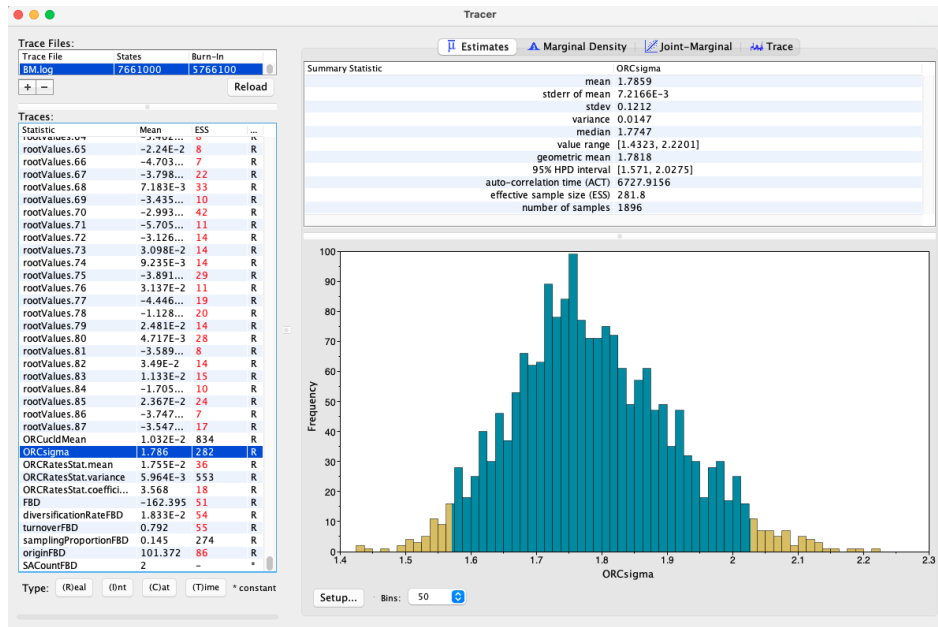 Tracer
Trace Files:
Trace File States Burn-In
BM.log 7661000 5766100
+ − Reload
Traces:
Statistic Mean ESS ...
rootValues.64 -3.402... 6 R
rootValues.65 -2.24E-2 8 R
rootValues.66 -4.703... 7 R
rootValues.67 -3.798... 22 R
rootValues.68 7.183E-3 33 R
rootValues.69 -3.435... 10 R
rootValues.70 -2.993... 42 R
rootValues.71 -5.705... 11 R
rootValues.72 -3.126... 14 R
rootValues.73 3.098E-2 14 R
rootValues.74 9.235E-3 14 R
rootValues.75 -3.891... 29 R
rootValues.76 3.137E-2 11 R
rootValues.77 -4.446... 19 R
rootValues.78 -1.128... 20 R
rootValues.79 2.481E-2 14 R
rootValues.80 4.717E-3 28 R
rootValues.81 -3.589... 8 R
rootValues.82 3.49E-2 14 R
rootValues.83 1.133E-2 15 R
rootValues.84 -1.705... 10 R
rootValues.85 2.367E-2 24 R
rootValues.86 -3.747... 7 R
rootValues.87 -3.547... 17 R
ORCucldMean 1.032E-2 834 R
ORCsigma 1.786 282 R
ORCRatesStat.mean 1.755E-2 36 R
ORCRatesStat.variance 5.964E-3 553 R
ORCRatesStat.coeffici... 3.568 18 R
FBD -162.395 51 R
diversificationRateFBD 1.833E-2 54 R
turnoverFBD 0.792 55 R
samplingProportionFBD 0.145 274 R
originFBD 101.372 86 R
SACountFBD 2 - *
Type: (R)eal (I)nt (C)at (T)ime * constant
Estimates Marginal Density Joint-Marginal Trace
Summary Statistic ORCsigma
mean 1.7859
stderr of mean 7.2166E-3
stdev 0.1212
variance 0.0147
median 1.7747
value range [1.4323, 2.2201]
geometric mean 1.7818
95% HPD interval [1.571, 2.0275]
auto-correlation time (ACT) 6727.9156
effective sample size (ESS) 281.8
number of samples 1896
100
90
80
70
60
50
40
30
20
10
0
Frequency
1.4 1.5 1.6 1.7 1.8 1.9 2 2.1 2.2 2.3
ORCsigma
Setup... Bins: 50